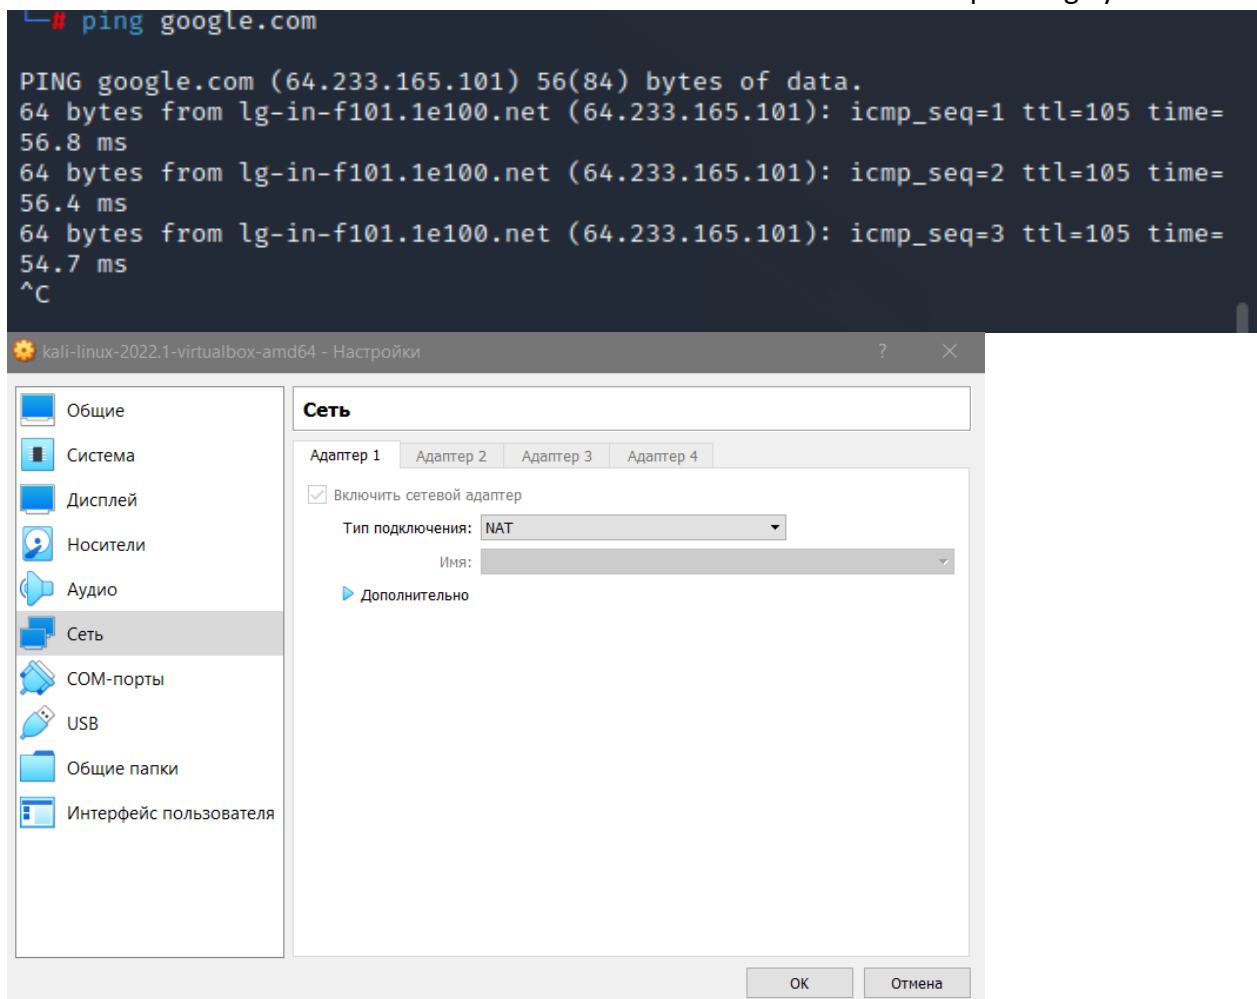 └─# ping google.com
PING google.com (64.233.165.101) 56(84) bytes of data.
64 bytes from lg-in-f101.1e100.net (64.233.165.101): icmp_seq=1 ttl=105 time=
56.8 ms
64 bytes from lg-in-f101.1e100.net (64.233.165.101): icmp_seq=2 ttl=105 time=
56.4 ms
64 bytes from lg-in-f101.1e100.net (64.233.165.101): icmp_seq=3 ttl=105 time=
54.7 ms
^C
kali-linux-2022.1-virtualbox-amd64 - Настройки
Общие
Система
Дисплей
Носители
Аудио
Сеть
COM-порты
USB
Общие папки
Интерфейс пользователя
Сеть
Адаптер 1 Адаптер 2 Адаптер 3 Адаптер 4
Включить сетевой адаптер
Тип подключения: NAT
Имя:
Дополнительно
OK Отмена